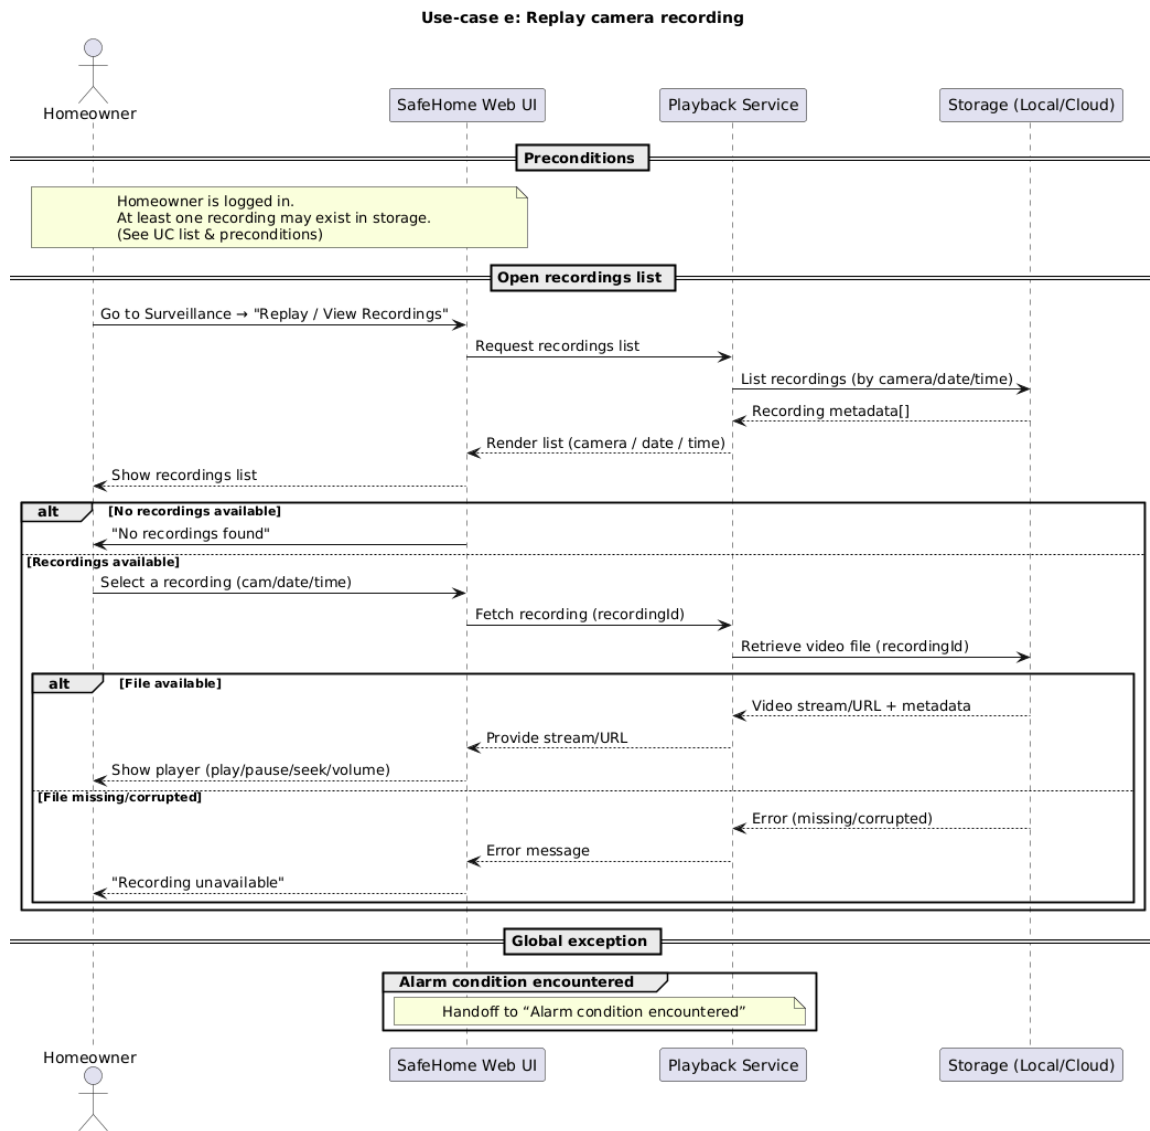 Use-case e: Replay camera recording
Homeowner
SafeHome Web UI
Playback Service
Storage (Local/Cloud)
Preconditions
Homeowner is logged in.
At least one recording may exist in storage.
(See UC list & preconditions)
Open recordings list
Go to Surveillance → "Replay / View Recordings"
Request recordings list
List recordings (by camera/date/time)
Recording metadata[]
Render list (camera / date / time)
Show recordings list
alt [No recordings available]
"No recordings found"
[Recordings available]
Select a recording (cam/date/time)
Fetch recording (recordingId)
Retrieve video file (recordingId)
alt [File available]
Video stream/URL + metadata
Provide stream/URL
Show player (play/pause/seek/volume)
[File missing/corrupted]
Error (missing/corrupted)
Error message
"Recording unavailable"
Global exception
Alarm condition encountered
Handoff to “Alarm condition encountered”
Homeowner
SafeHome Web UI
Playback Service
Storage (Local/Cloud)